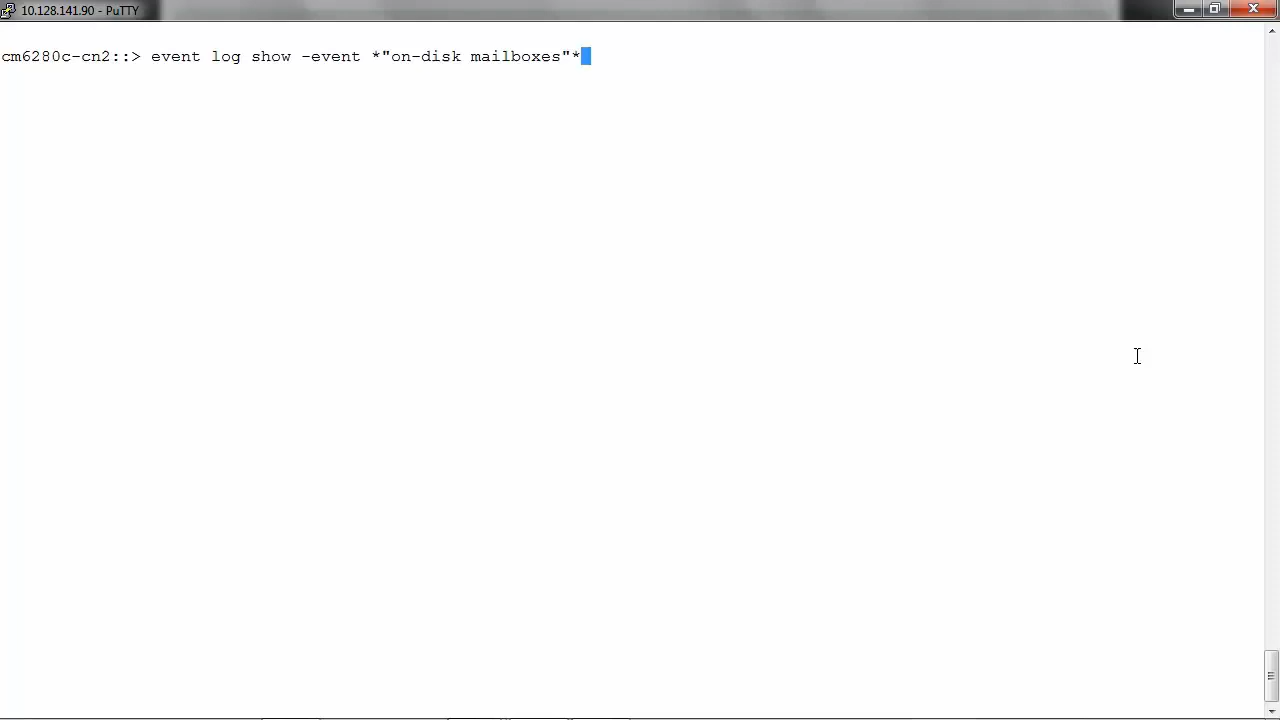 10.128.141.90 - PuTTY
cm6280c-cn2::> event log show -event *"on-disk mailboxes"*